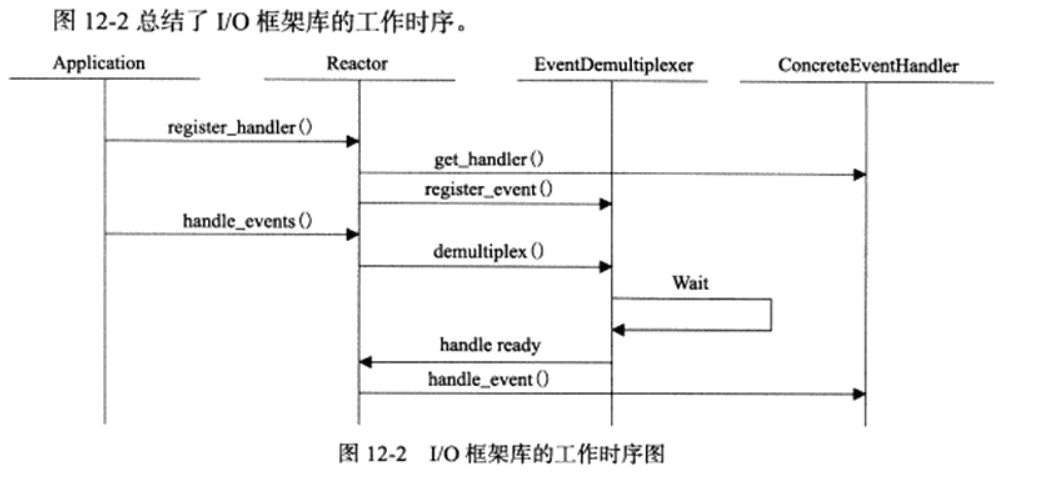 图 12-2 总结了 I/O 框架库的工作时序。
Application Reactor EventDemultiplexer ConcreteEventHandler
register_handler()
get_handler()
register_event()
handle_events()
demultiplex()
Wait
handle ready
handle_event()
图 12-2 I/O 框架库的工作时序图